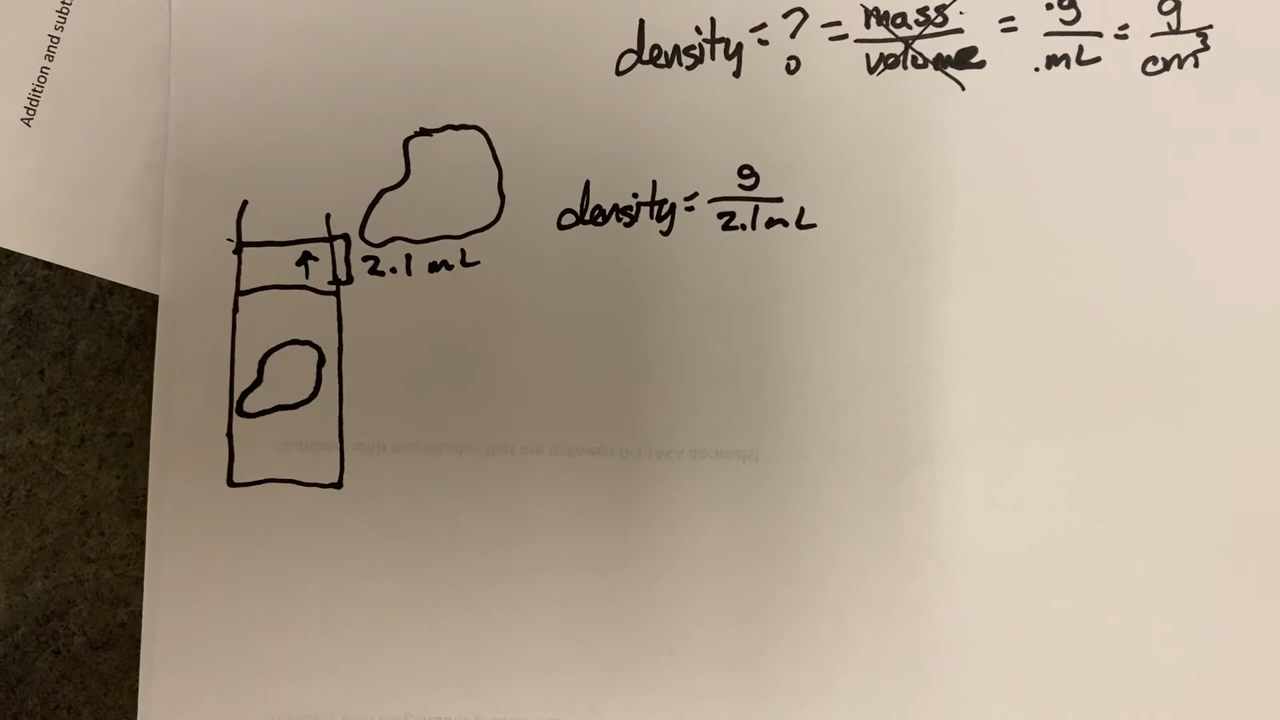 Addition and subt
density = ? = mass / volume = g / mL = g / cm³
density = g / 2.1 mL
2.1 mL